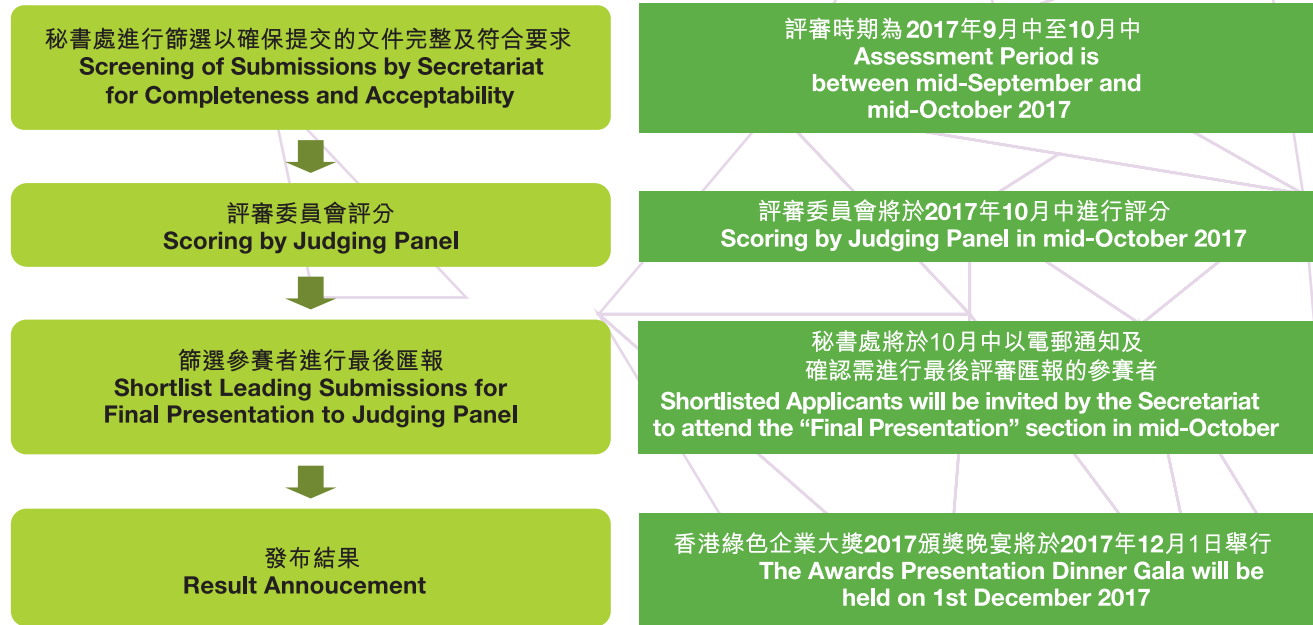 秘書處進行篩選以確保提交的文件完整及符合要求
Screening of Submissions by Secretariat
for Completeness and Acceptability
評審時期為2017年9月中至10月中
Assessment Period is
between mid-September and
mid-October 2017
評審委員會評分
Scoring by Judging Panel
評審委員會將於2017年10月中進行評分
Scoring by Judging Panel in mid-October 2017
篩選參賽者進行最後匯報
Shortlist Leading Submissions for
Final Presentation to Judging Panel
秘書處將於10月中以電郵通知及
確認需進行最後評審匯報的參賽者
Shortlisted Applicants will be invited by the Secretariat
to attend the “Final Presentation” section in mid-October
發布結果
Result Annoucement
香港綠色企業大獎2017頒獎晚宴將於2017年12月1日舉行
The Awards Presentation Dinner Gala will be
held on 1st December 2017